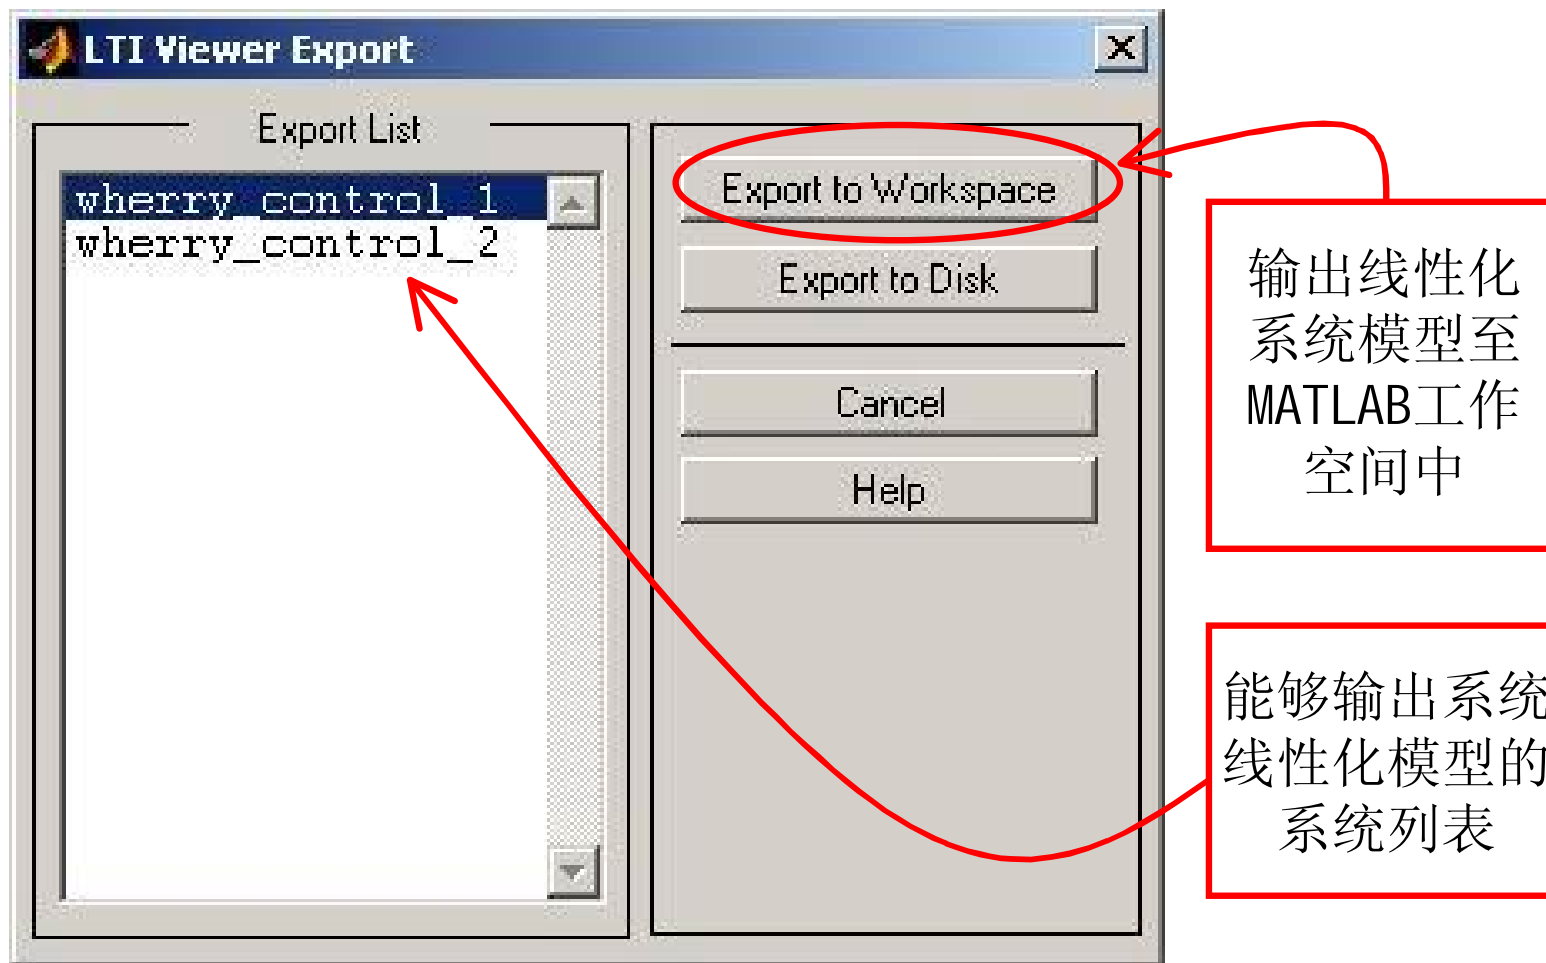 LTI Viewer Export
Export List
wherry_control_1
wherry_control_2
Export to Workspace
Export to Disk
Cancel
Help
输出线性化
系统模型至
MATLAB工作
空间中
能够输出系统
线性化模型的
系统列表